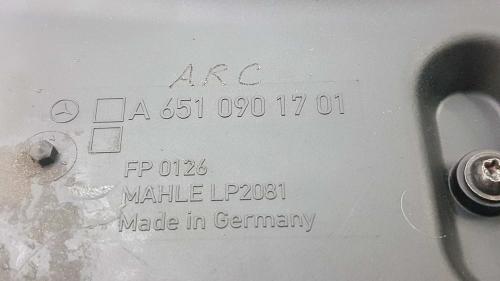 ARC
A 651 090 17 01
FP 0126
MAHLE LP2081
Made in Germany